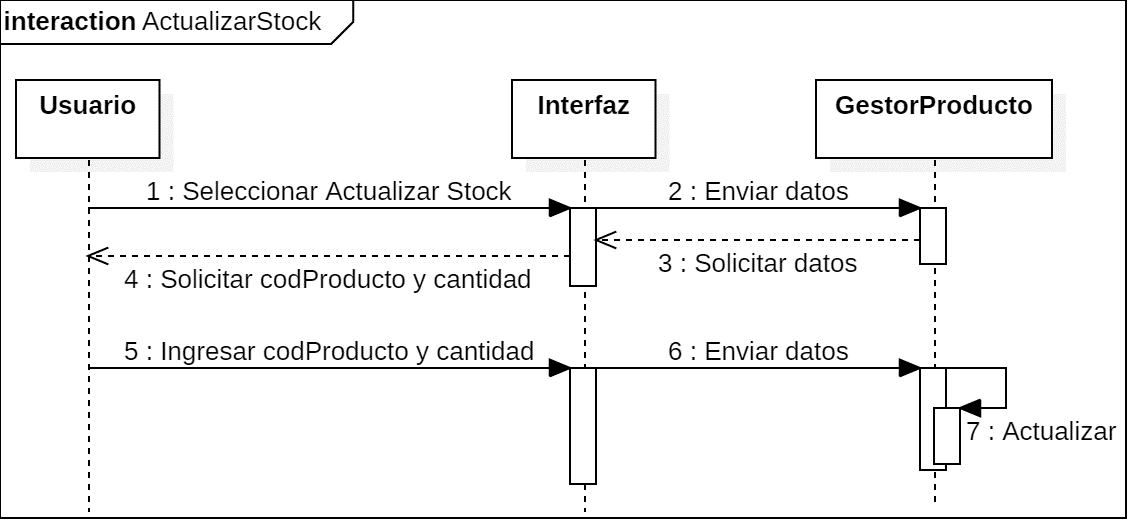 interaction ActualizarStock
Usuario
Interfaz
GestorProducto
1 : Seleccionar Actualizar Stock
2 : Enviar datos
3 : Solicitar datos
4 : Solicitar codProducto y cantidad
5 : Ingresar codProducto y cantidad
6 : Enviar datos
7 : Actualizar